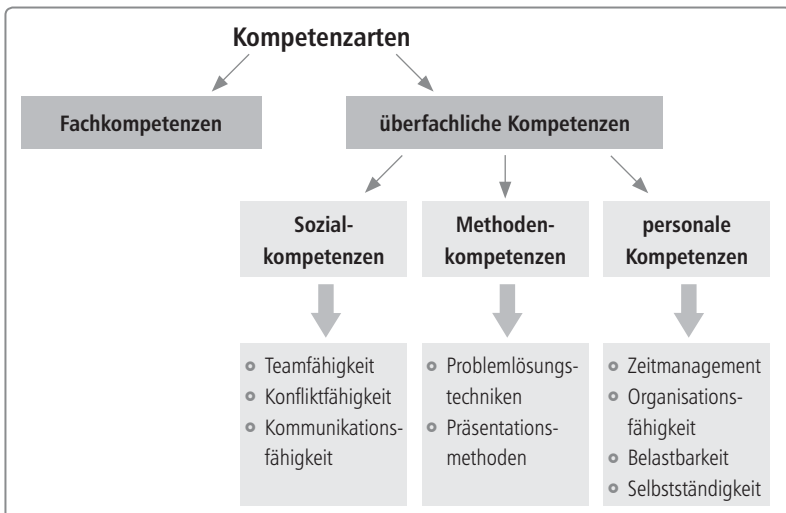 Kompetenzarten
Fachkompetenzen
überfachliche Kompetenzen
Sozial-
kompetenzen
Methoden-
kompetenzen
personale
Kompetenzen
Teamfähigkeit
Konfliktfähigkeit
Kommunikations-
fähigkeit
Problemlösungs-
techniken
Präsentations-
methoden
Zeitmanagement
Organisations-
fähigkeit
Belastbarkeit
Selbstständigkeit